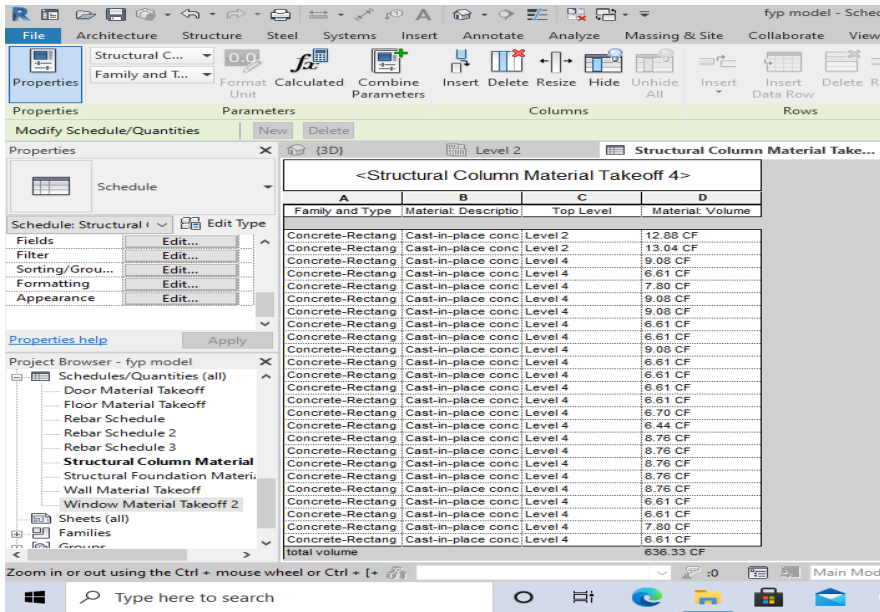 fyp model - Sched
File Architecture Structure Steel Systems Insert Annotate Analyze Massing & Site Collaborate View
Structural C...
Family and T...
Properties Format Unit Calculated Combine Parameters Insert Delete Resize Hide Unhide All Insert Insert Data Row Delete R
Properties Parameters Columns Rows
Modify Schedule/Quantities New Delete
Properties {3D} Level 2 Structural Column Material Take...
Schedule
<Structural Column Material Takeoff 4>
A B C D
Family and Type Material: Descriptio Top Level Material: Volume
Schedule: Structural Edit Type
Fields Edit...
Filter Edit...
Sorting/Grou... Edit...
Formatting Edit...
Appearance Edit...
Properties help Apply
Project Browser - fyp model
Schedules/Quantities (all)
Door Material Takeoff
Floor Material Takeoff
Rebar Schedule
Rebar Schedule 2
Rebar Schedule 3
Structural Column Material
Structural Foundation Materi
Wall Material Takeoff
Window Material Takeoff 2
Sheets (all)
Families
Groups
Concrete-Rectang Cast-in-place conc Level 2 12.88 CF
Concrete-Rectang Cast-in-place conc Level 2 13.04 CF
Concrete-Rectang Cast-in-place conc Level 4 9.08 CF
Concrete-Rectang Cast-in-place conc Level 4 6.61 CF
Concrete-Rectang Cast-in-place conc Level 4 7.80 CF
Concrete-Rectang Cast-in-place conc Level 4 9.08 CF
Concrete-Rectang Cast-in-place conc Level 4 9.08 CF
Concrete-Rectang Cast-in-place conc Level 4 6.61 CF
Concrete-Rectang Cast-in-place conc Level 4 6.61 CF
Concrete-Rectang Cast-in-place conc Level 4 9.08 CF
Concrete-Rectang Cast-in-place conc Level 4 6.61 CF
Concrete-Rectang Cast-in-place conc Level 4 6.61 CF
Concrete-Rectang Cast-in-place conc Level 4 6.61 CF
Concrete-Rectang Cast-in-place conc Level 4 6.61 CF
Concrete-Rectang Cast-in-place conc Level 4 6.70 CF
Concrete-Rectang Cast-in-place conc Level 4 6.44 CF
Concrete-Rectang Cast-in-place conc Level 4 8.76 CF
Concrete-Rectang Cast-in-place conc Level 4 8.76 CF
Concrete-Rectang Cast-in-place conc Level 4 8.76 CF
Concrete-Rectang Cast-in-place conc Level 4 8.76 CF
Concrete-Rectang Cast-in-place conc Level 4 8.76 CF
Concrete-Rectang Cast-in-place conc Level 4 6.61 CF
Concrete-Rectang Cast-in-place conc Level 4 6.61 CF
Concrete-Rectang Cast-in-place conc Level 4 7.80 CF
Concrete-Rectang Cast-in-place conc Level 4 6.61 CF
total volume 636.33 CF
Zoom in or out using the Ctrl + mouse wheel or Ctrl + [+ :0 Main Mod
Type here to search